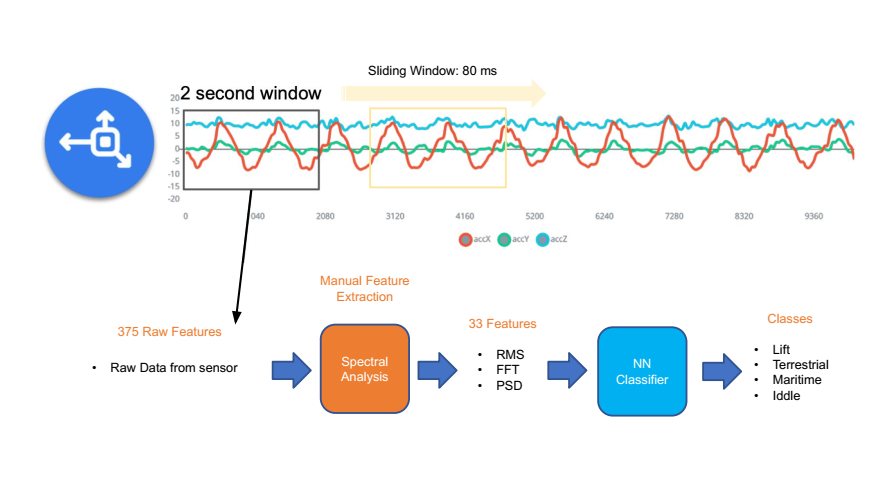 Sliding Window: 80 ms
2 second window
20
15
10
5
0
-5
-10
-15
-20
0
040
2080
3120
4160
5200
6240
7280
8320
9360
accX
accY
accZ
Manual Feature
Extraction
375 Raw Features
• Raw Data from sensor
Spectral
Analysis
33 Features
• RMS
• FFT
• PSD
NN
Classifier
Classes
• Lift
• Terrestrial
• Maritime
• Iddle